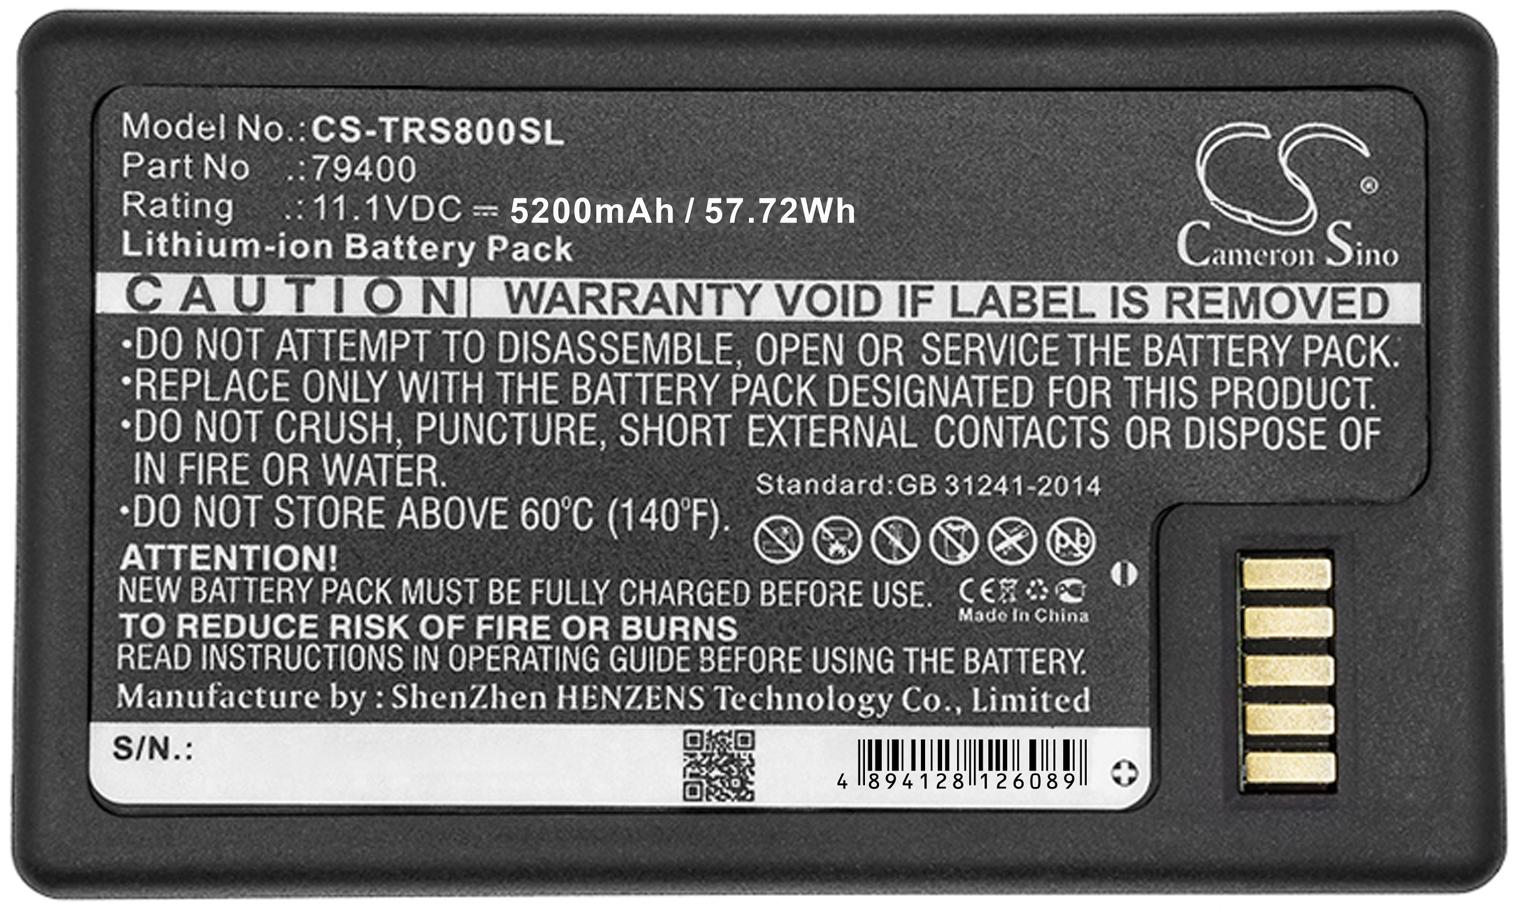 Model No.:CS-TRS800SL
Part No .:79400
Rating .:11.1VDC ⎓ 5200mAh / 57.72Wh
Lithium-ion Battery Pack
®
Cameron Sino
CAUTION WARRANTY VOID IF LABEL IS REMOVED
•DO NOT ATTEMPT TO DISASSEMBLE, OPEN OR SERVICE THE BATTERY PACK.
•REPLACE ONLY WITH THE BATTERY PACK DESIGNATED FOR THIS PRODUCT.
•DO NOT CRUSH, PUNCTURE, SHORT EXTERNAL CONTACTS OR DISPOSE OF
IN FIRE OR WATER.
Standard:GB 31241-2014
•DO NOT STORE ABOVE 60°C (140°F).
Pb
ATTENTION!
NEW BATTERY PACK MUST BE FULLY CHARGED BEFORE USE.
CE
Made In China
TO REDUCE RISK OF FIRE OR BURNS
READ INSTRUCTIONS IN OPERATING GUIDE BEFORE USING THE BATTERY.
Manufacture by : ShenZhen HENZENS Technology Co., Limited
S/N.:
4 894128 126089